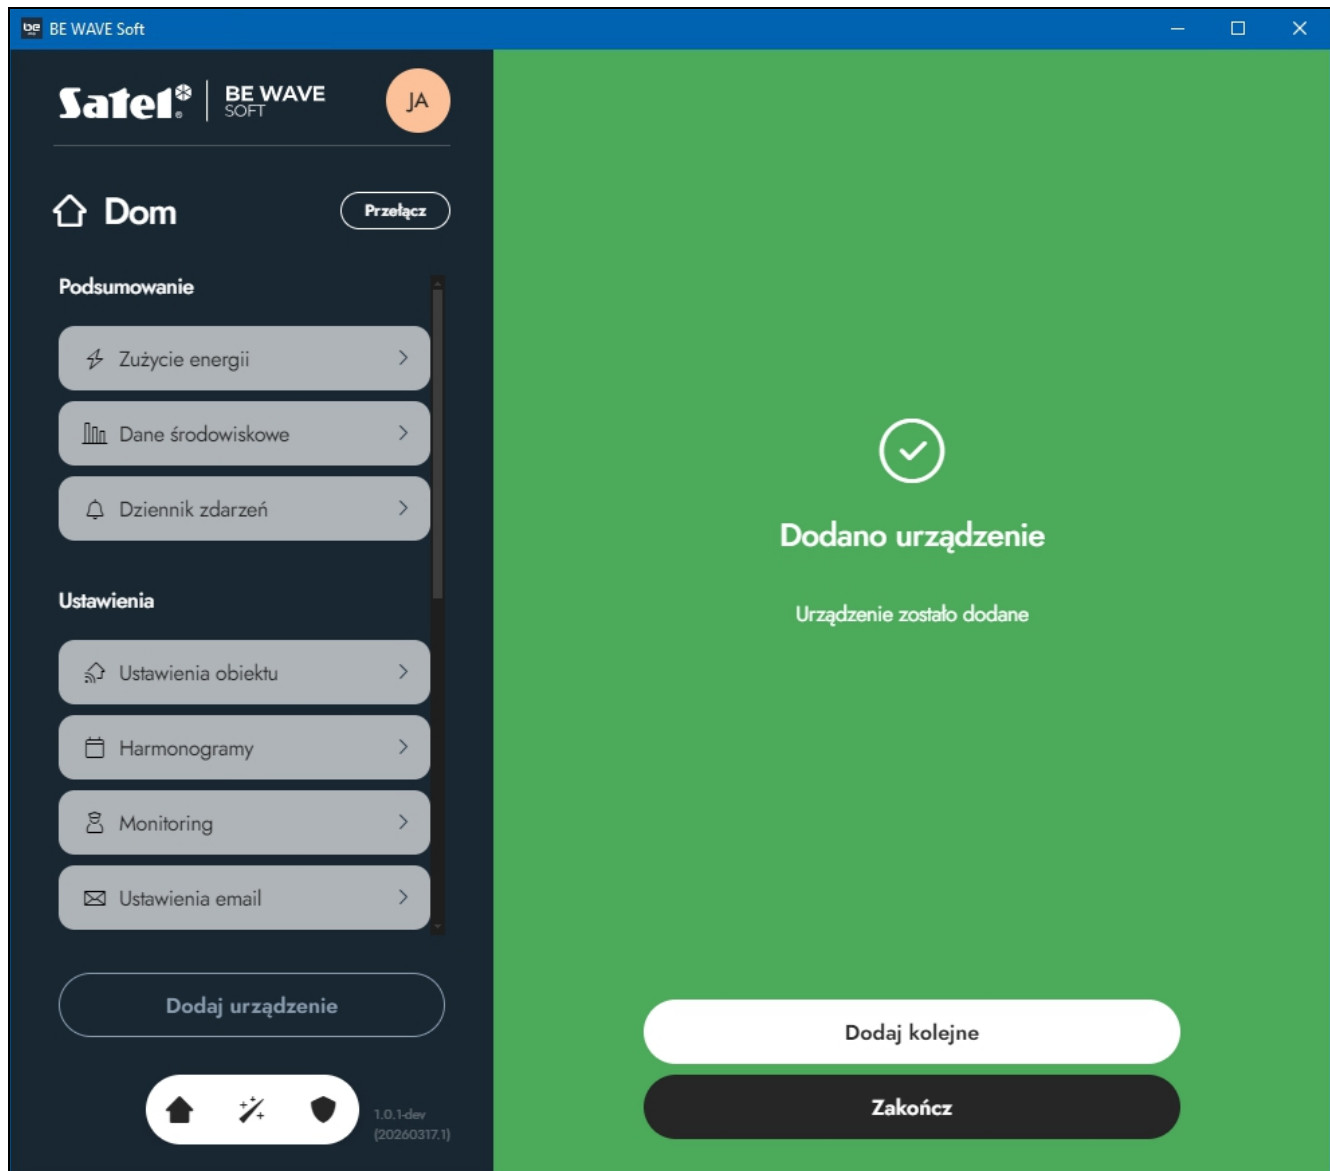 be
BE WAVE Soft
Satel®
BE WAVE
SOFT
JA
Dom
Przełącz
Podsumowanie
Zużycie energii
Dane środowiskowe
Dziennik zdarzeń
Ustawienia
Ustawienia obiektu
Harmonogramy
Monitoring
Ustawienia email
Dodaj urządzenie
1.0.1-dev
(20260317.1)
Dodano urządzenie
Urządzenie zostało dodane
Dodaj kolejne
Zakończ